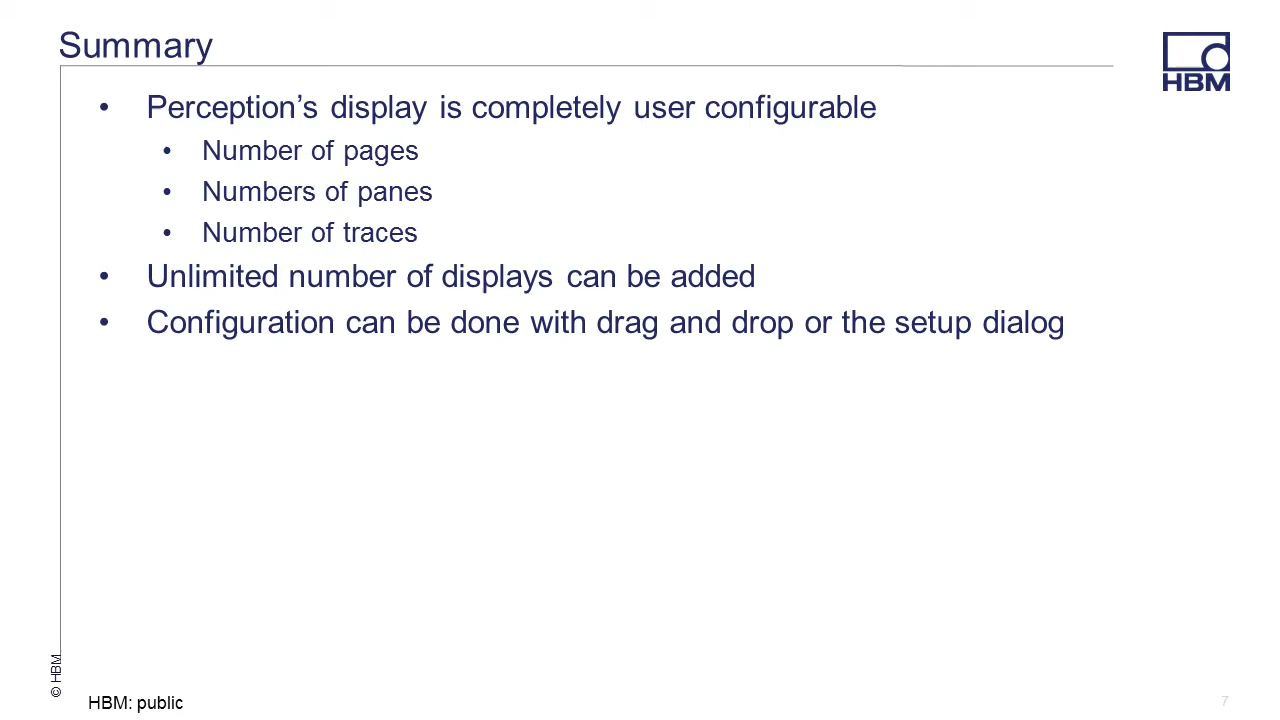 Summary
HBM
• Perception’s display is completely user configurable
• Number of pages
• Numbers of panes
• Number of traces
• Unlimited number of displays can be added
• Configuration can be done with drag and drop or the setup dialog
© HBM
HBM: public
7